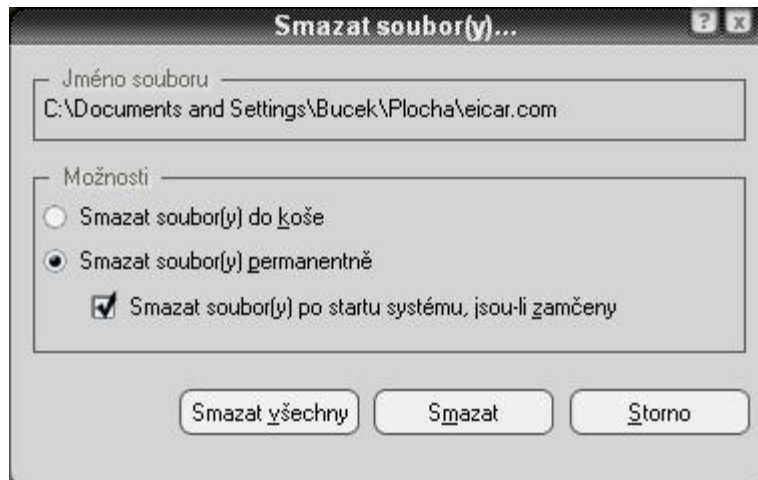 Smazat soubor(y)...
Jméno souboru
C:\Documents and Settings\Bucek\Plocha\eicar.com
Možnosti
Smazat soubor(y) do koše
Smazat soubor(y) permanentně
Smazat soubor(y) po startu systému, jsou-li zamčeny
Smazat všechny Smazat Storno